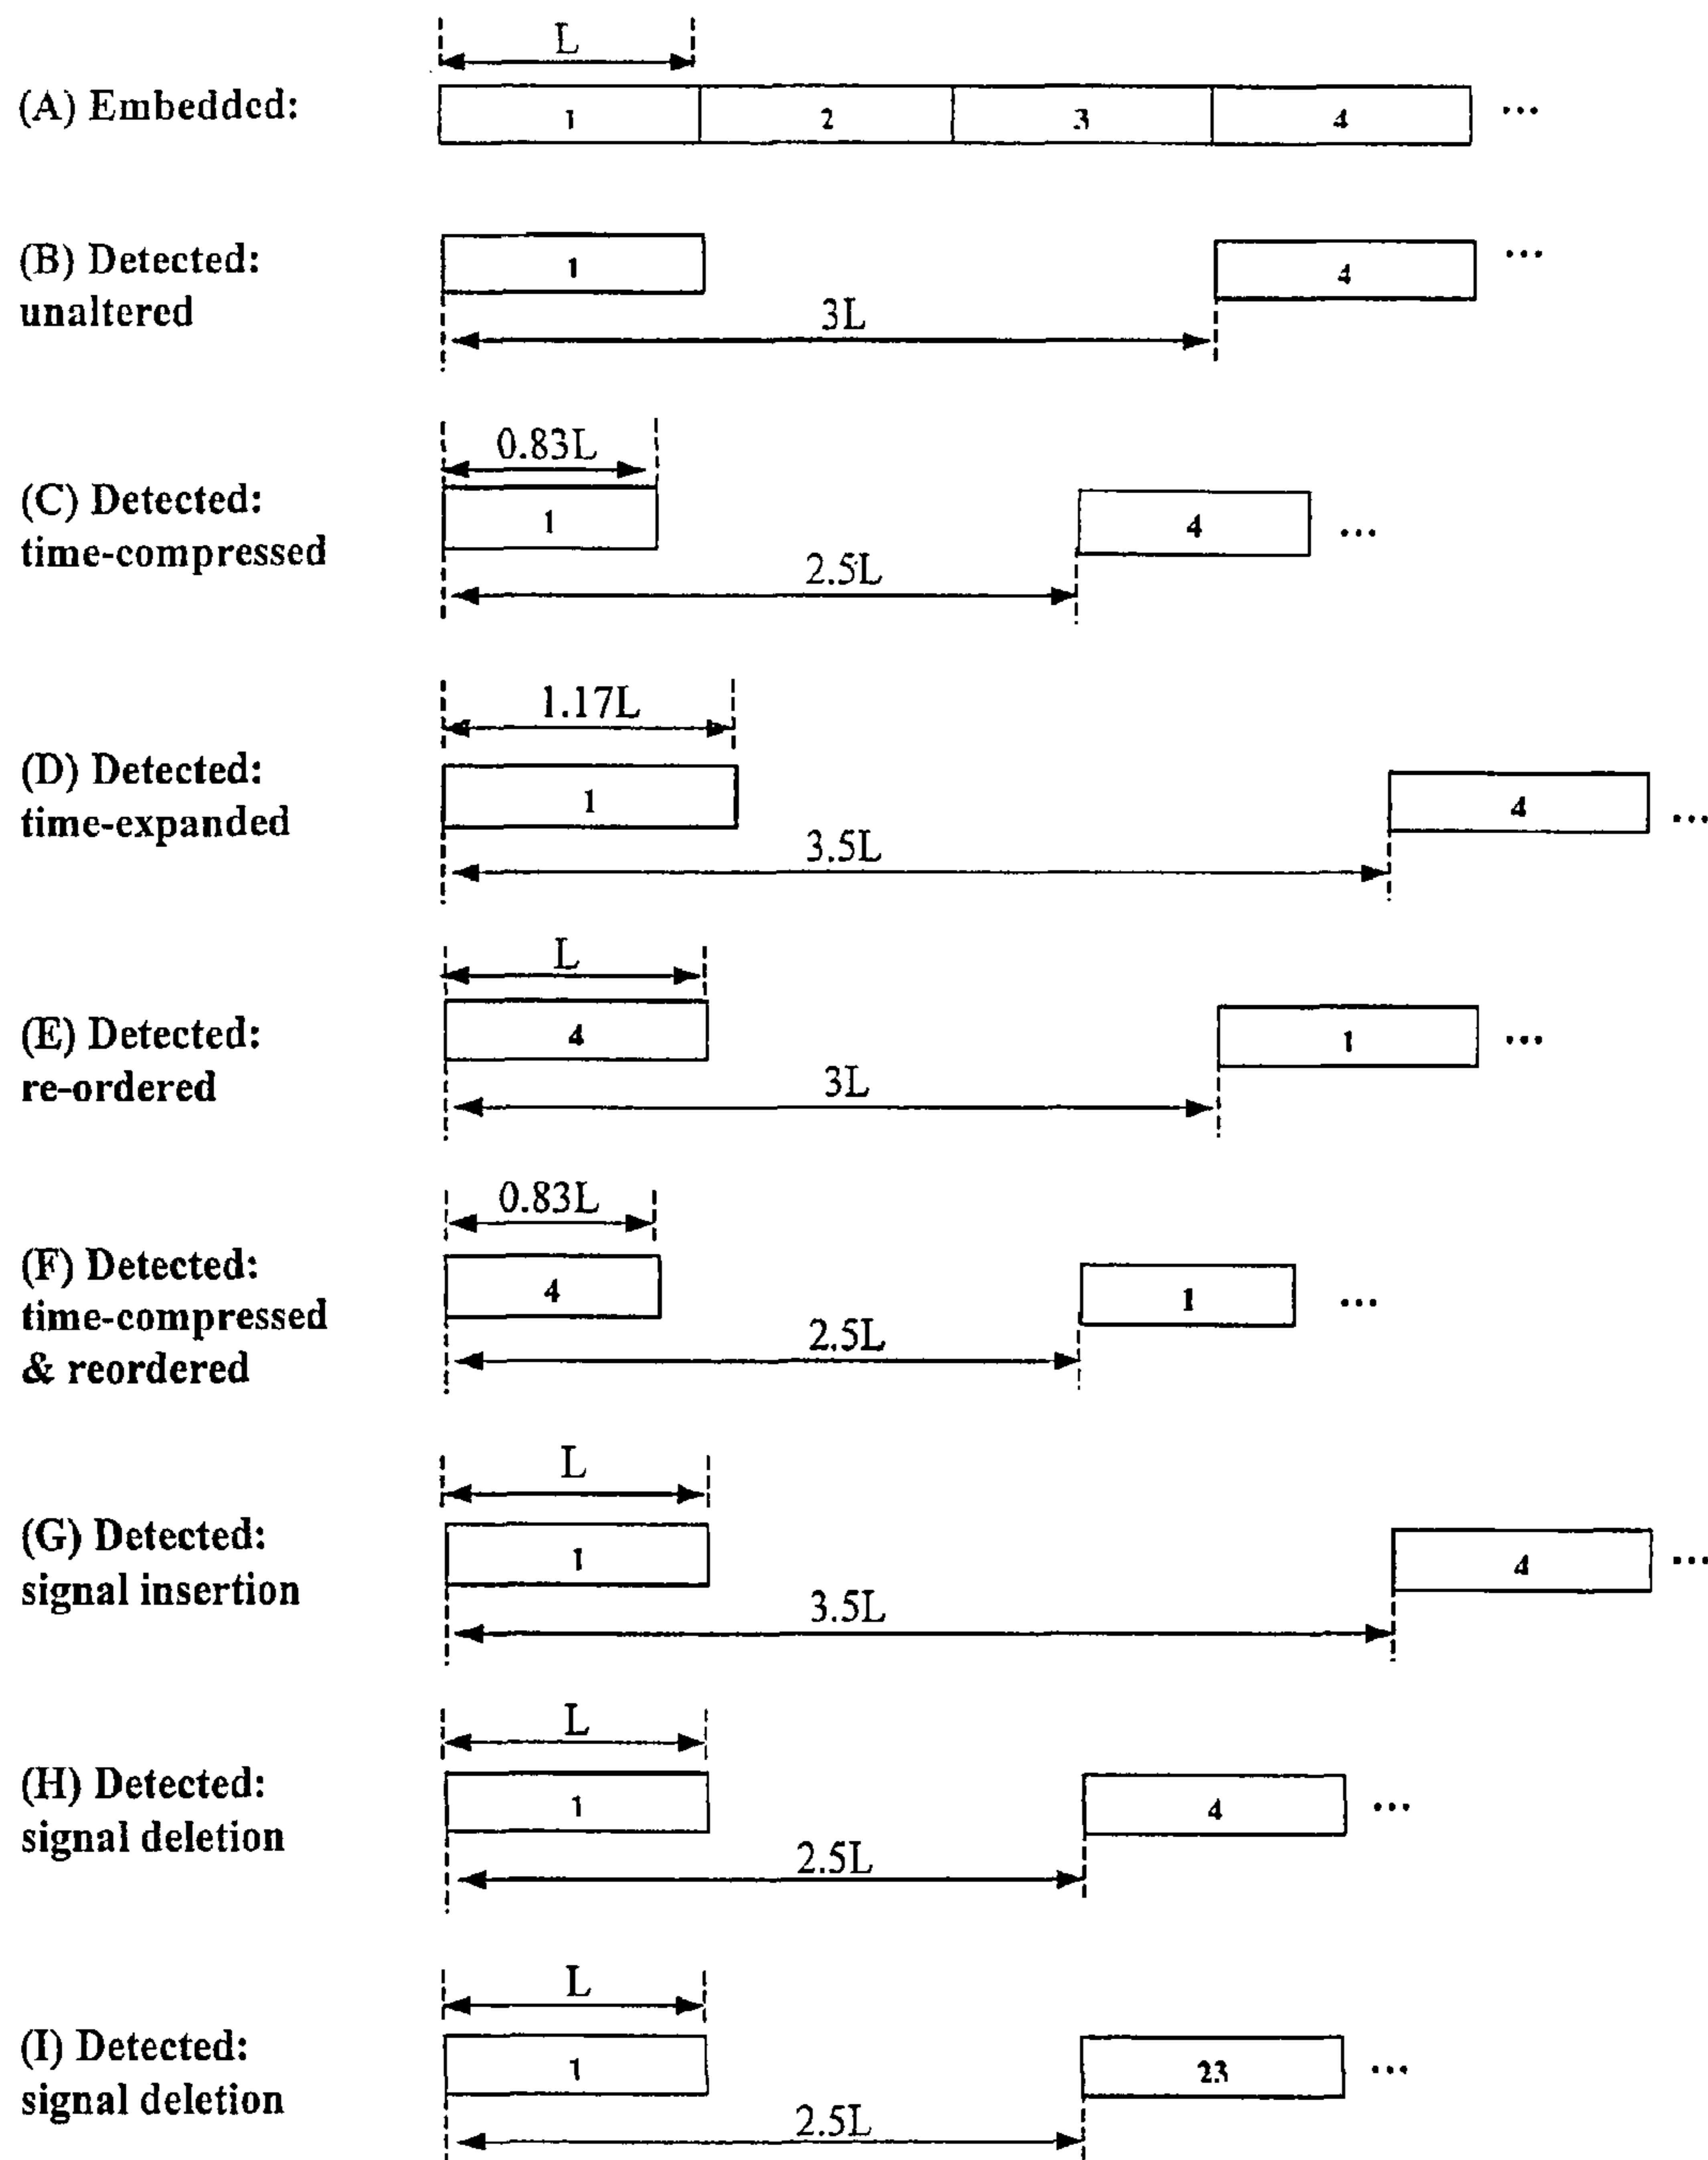 L
(A) Embedded:
1 2 3 4 ...
(B) Detected:
unaltered
1 4 ...
3L
0.83L
(C) Detected:
time-compressed
1 4 ...
2.5L
1.17L
(D) Detected:
time-expanded
1 4 ...
3.5L
L
(E) Detected:
re-ordered
4 1 ...
3L
0.83L
(F) Detected:
time-compressed
& reordered
4 1 ...
2.5L
L
(G) Detected:
signal insertion
1 4 ...
3.5L
L
(H) Detected:
signal deletion
1 4 ...
2.5L
L
(I) Detected:
signal deletion
1 23 ...
2.5L